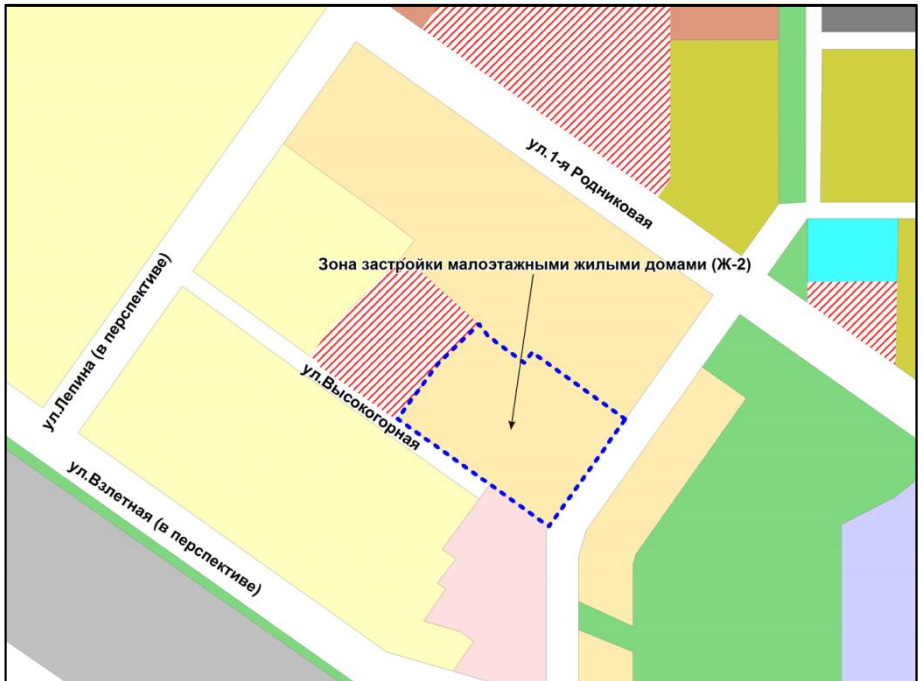 ул.1-я Родниковая
Зона застройки малоэтажными жилыми домами (Ж-2)
ул.Лепина (в перспективе)
ул.Высокогорная
ул.Взлетная (в перспективе)